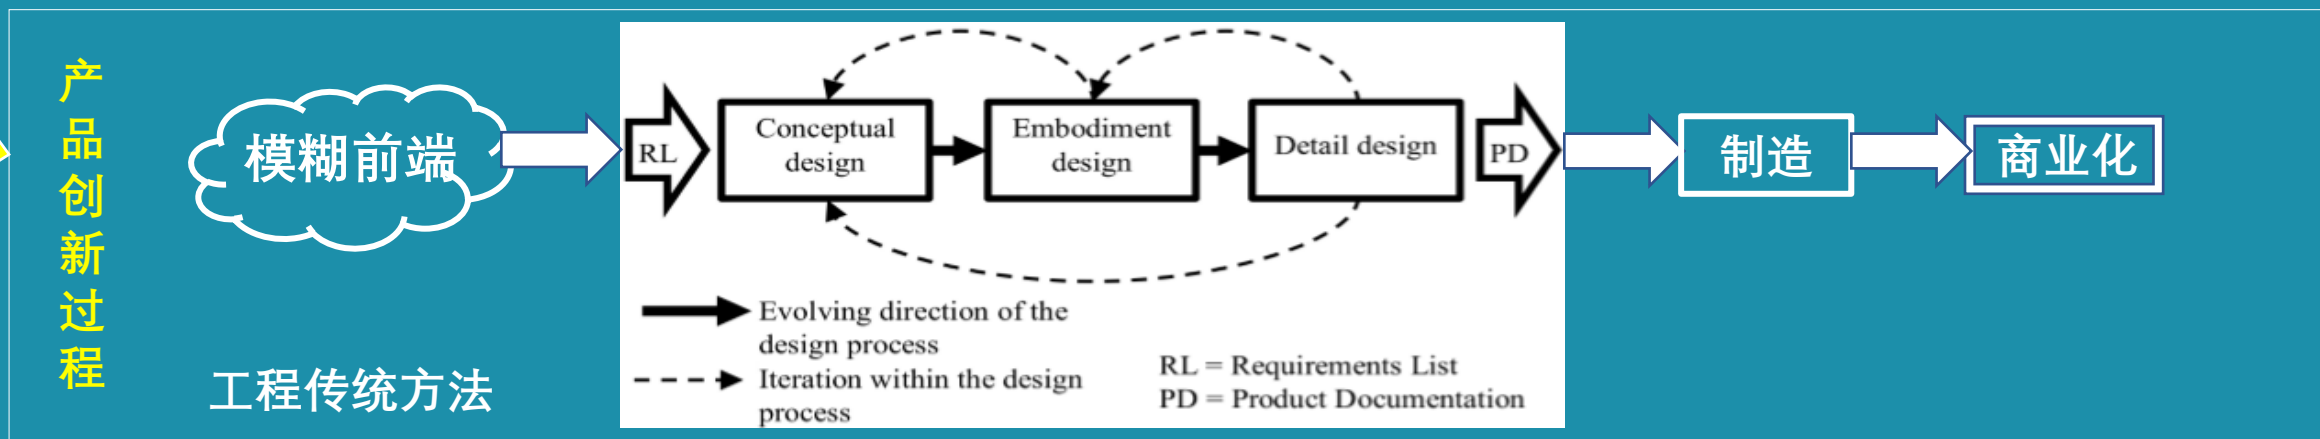 产品创新过程
模糊前端
工程传统方法
RL
Conceptual
design
Embodiment
design
Detail design
PD
Evolving direction of the
design process
Iteration within the design
process
RL = Requirements List
PD = Product Documentation
制造
商业化